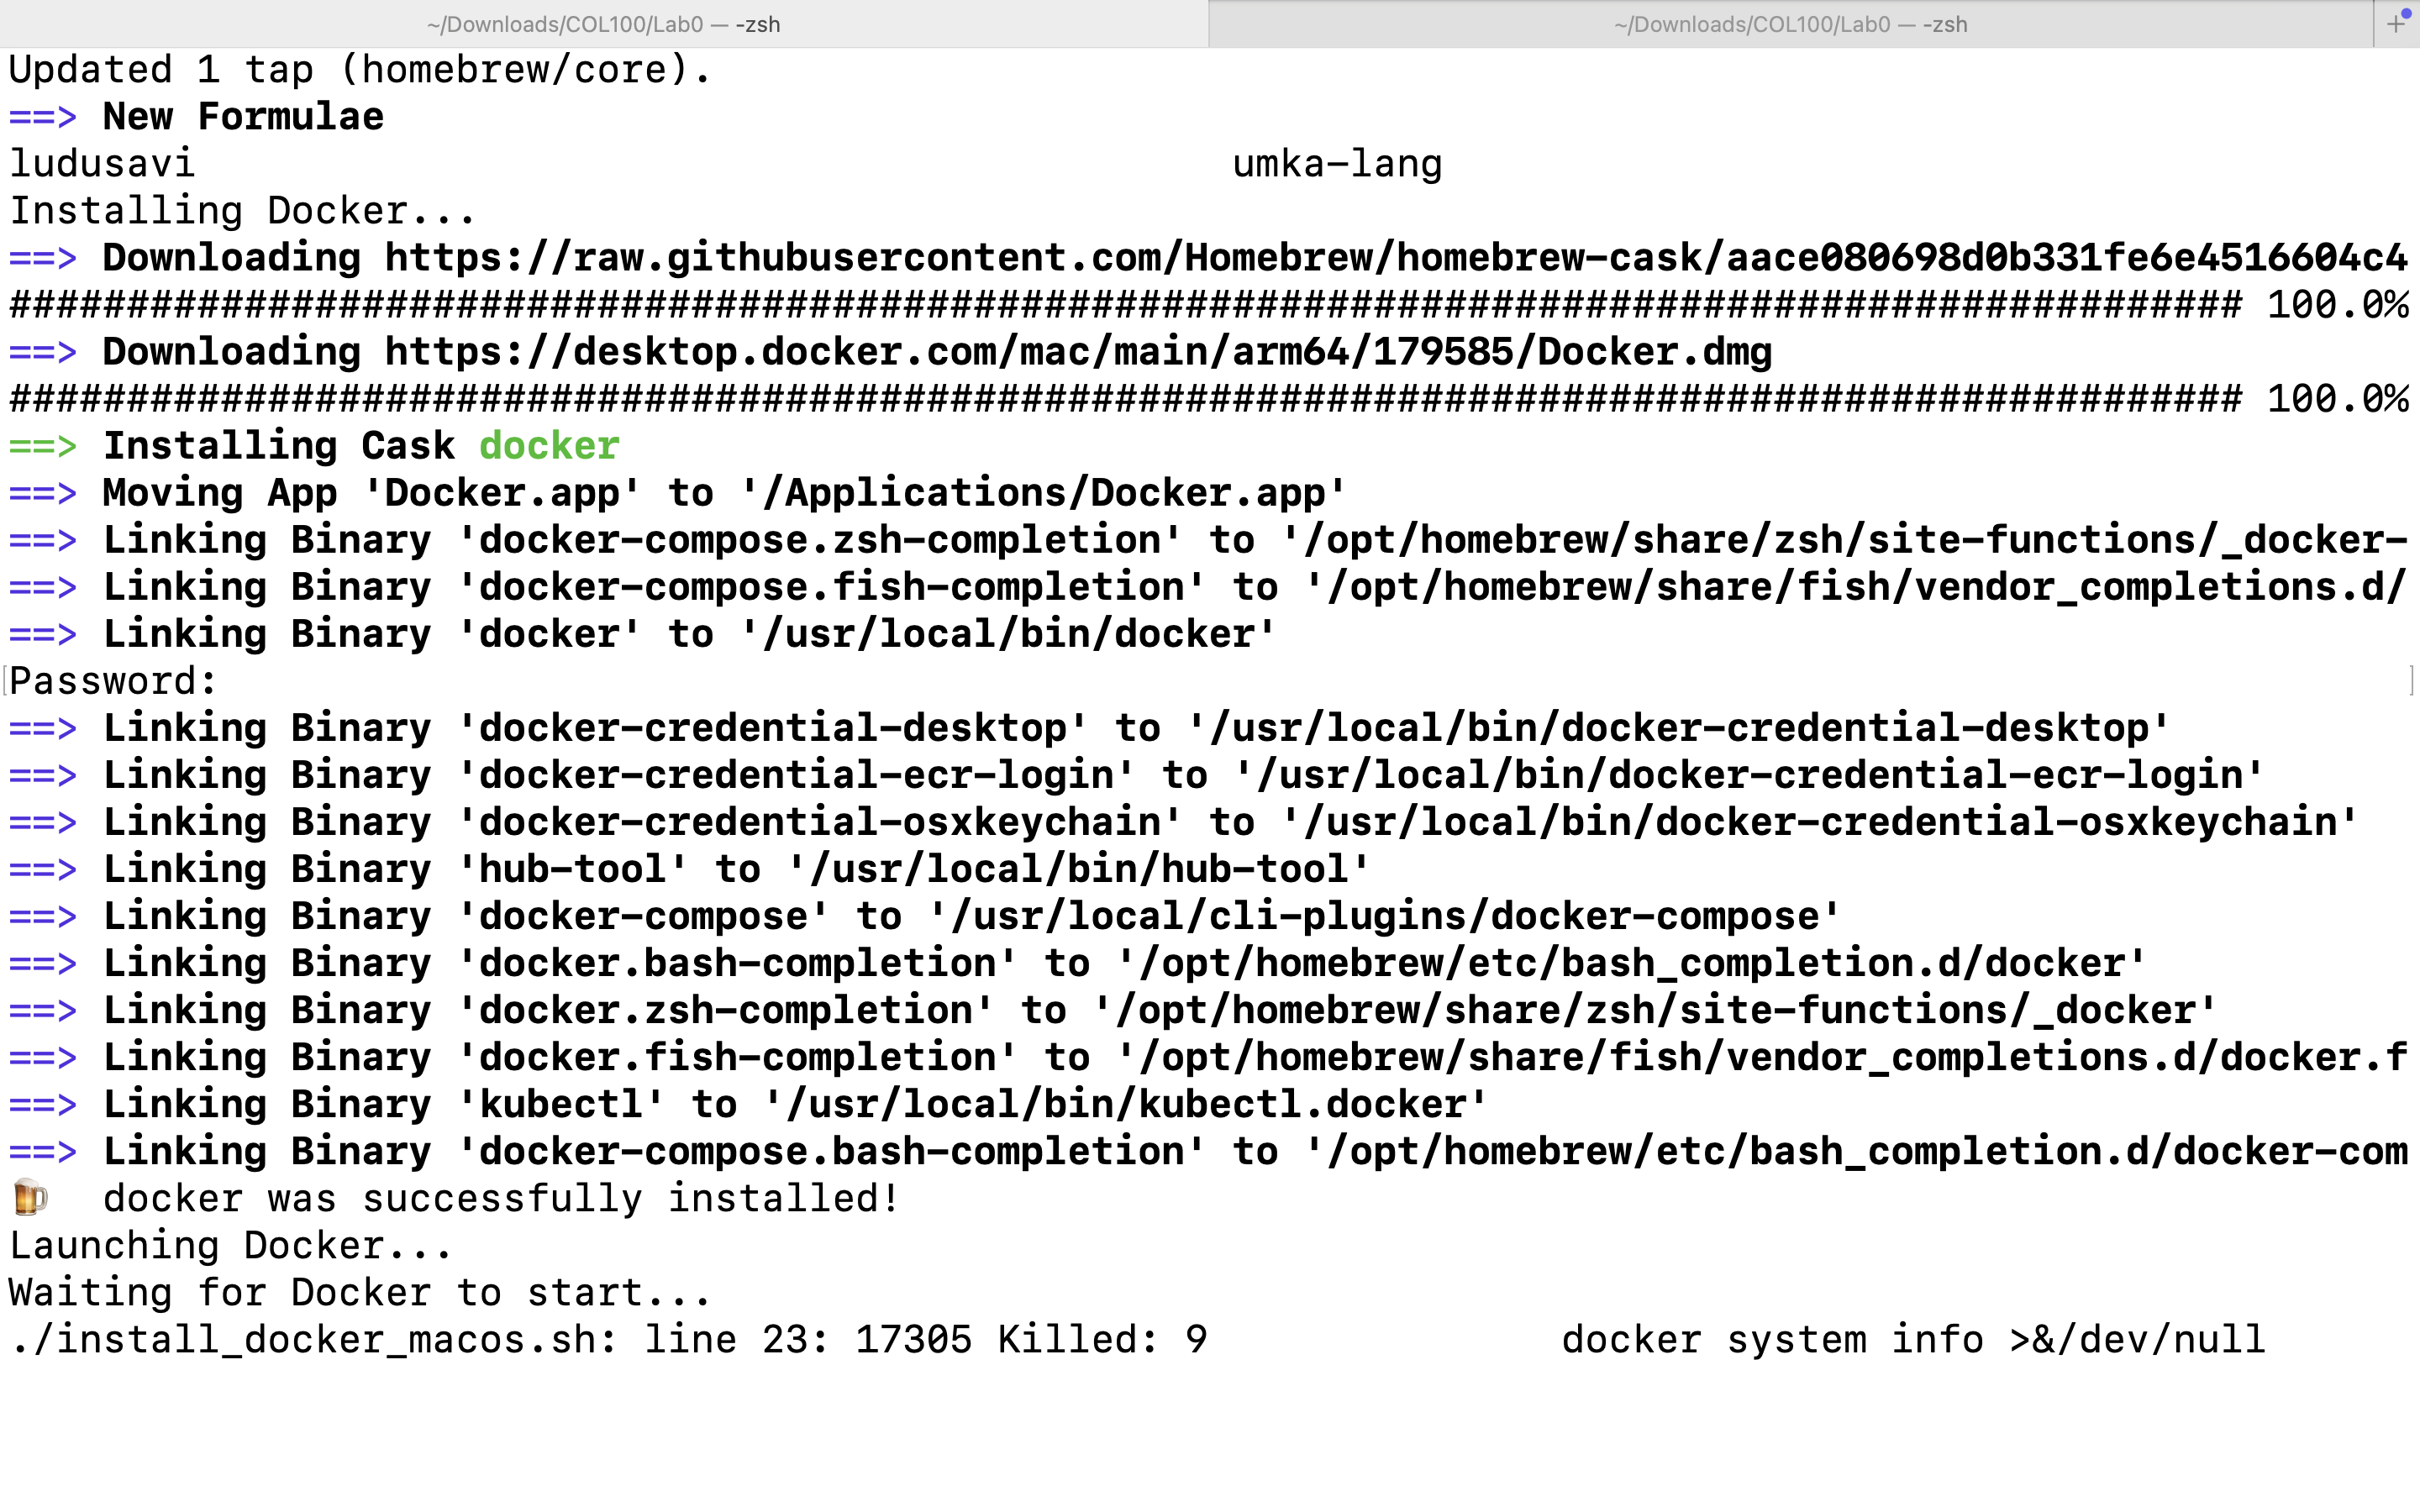 ~/Downloads/COL100/Lab0 — -zsh
~/Downloads/COL100/Lab0 — -zsh
+
Updated 1 tap (homebrew/core).
==> New Formulae
ludusavi umka-lang
Installing Docker...
==> Downloading https://raw.githubusercontent.com/Homebrew/homebrew-cask/aace080698d0b331fe6e4516604c4
############################################################################################### 100.0%
==> Downloading https://desktop.docker.com/mac/main/arm64/179585/Docker.dmg
############################################################################################### 100.0%
==> Installing Cask docker
==> Moving App 'Docker.app' to '/Applications/Docker.app'
==> Linking Binary 'docker-compose.zsh-completion' to '/opt/homebrew/share/zsh/site-functions/_docker-
==> Linking Binary 'docker-compose.fish-completion' to '/opt/homebrew/share/fish/vendor_completions.d/
==> Linking Binary 'docker' to '/usr/local/bin/docker'
Password:
==> Linking Binary 'docker-credential-desktop' to '/usr/local/bin/docker-credential-desktop'
==> Linking Binary 'docker-credential-ecr-login' to '/usr/local/bin/docker-credential-ecr-login'
==> Linking Binary 'docker-credential-osxkeychain' to '/usr/local/bin/docker-credential-osxkeychain'
==> Linking Binary 'hub-tool' to '/usr/local/bin/hub-tool'
==> Linking Binary 'docker-compose' to '/usr/local/cli-plugins/docker-compose'
==> Linking Binary 'docker.bash-completion' to '/opt/homebrew/etc/bash_completion.d/docker'
==> Linking Binary 'docker.zsh-completion' to '/opt/homebrew/share/zsh/site-functions/_docker'
==> Linking Binary 'docker.fish-completion' to '/opt/homebrew/share/fish/vendor_completions.d/docker.f
==> Linking Binary 'kubectl' to '/usr/local/bin/kubectl.docker'
==> Linking Binary 'docker-compose.bash-completion' to '/opt/homebrew/etc/bash_completion.d/docker-com
🍺 docker was successfully installed!
Launching Docker...
Waiting for Docker to start...
./install_docker_macos.sh: line 23: 17305 Killed: 9 docker system info >&/dev/null